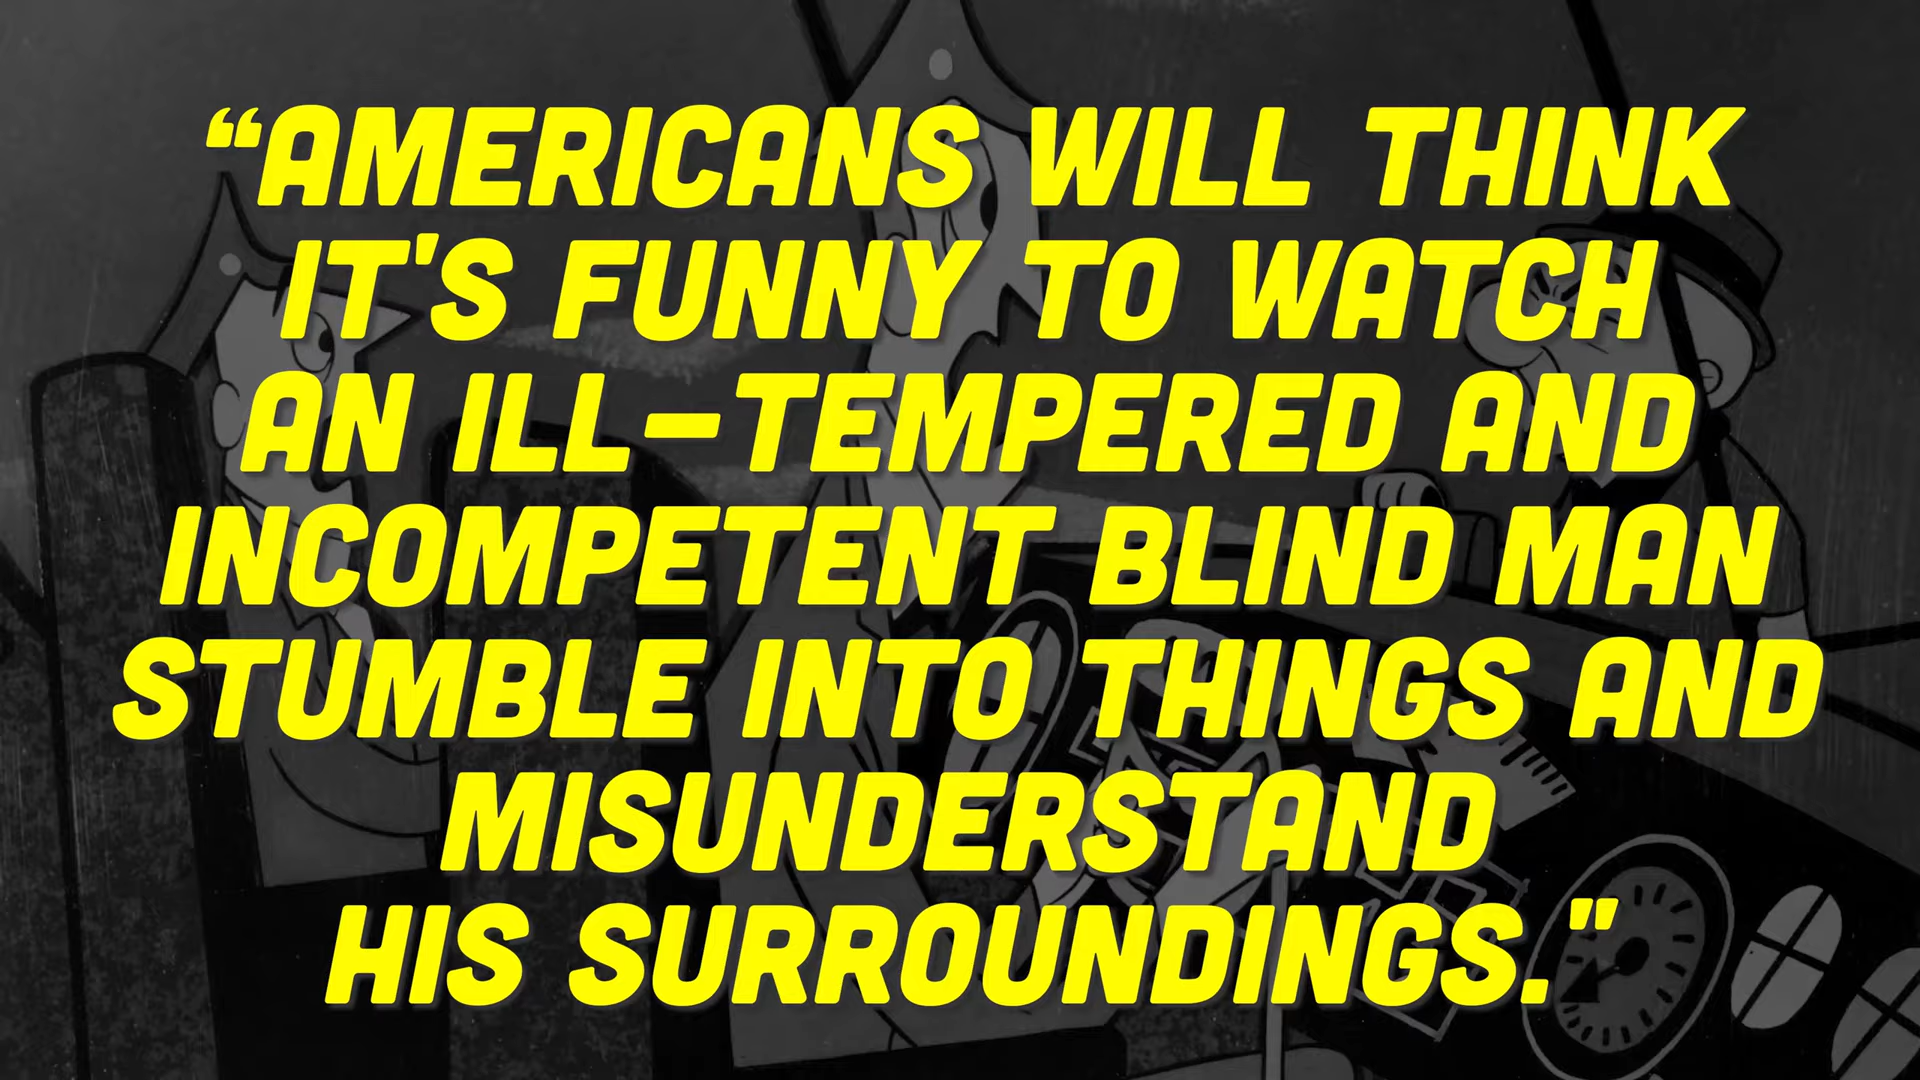 “AMERICANS WILL THINK
IT'S FUNNY TO WATCH
AN ILL-TEMPERED AND
INCOMPETENT BLIND MAN
STUMBLE INTO THINGS AND
MISUNDERSTAND
HIS SURROUNDINGS."